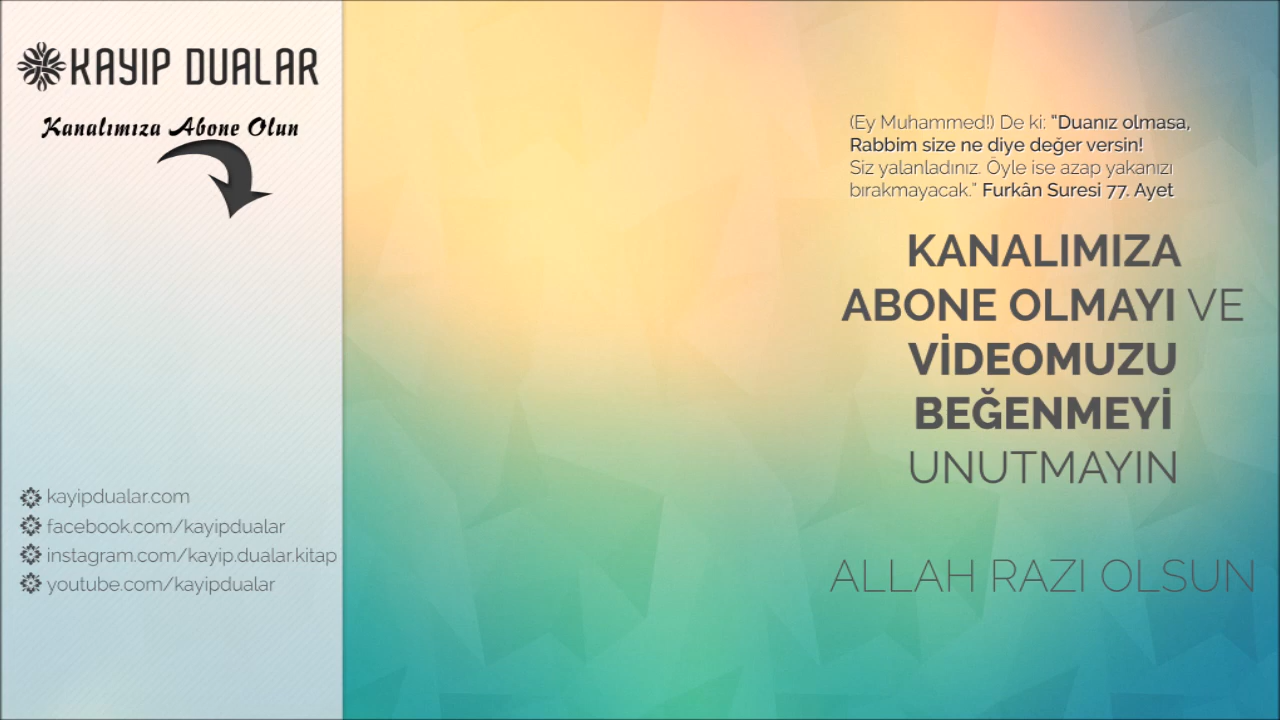 KAYIP DUALAR
Kanalımıza Abone Olun
kayipdualar.com
facebook.com/kayipdualar
instagram.com/kayip.dualar.kitap
youtube.com/kayipdualar
(Ey Muhammed!) De ki: "Duanız olmasa,
Rabbim size ne diye değer versin!
Siz yalanladınız. Öyle ise azap yakanızı
bırakmayacak." Furkân Suresi 77. Ayet
KANALIMIZA
ABONE OLMAYI VE
VİDEOMUZU
BEĞENMEYİ
UNUTMAYIN
ALLAH RAZI OLSUN